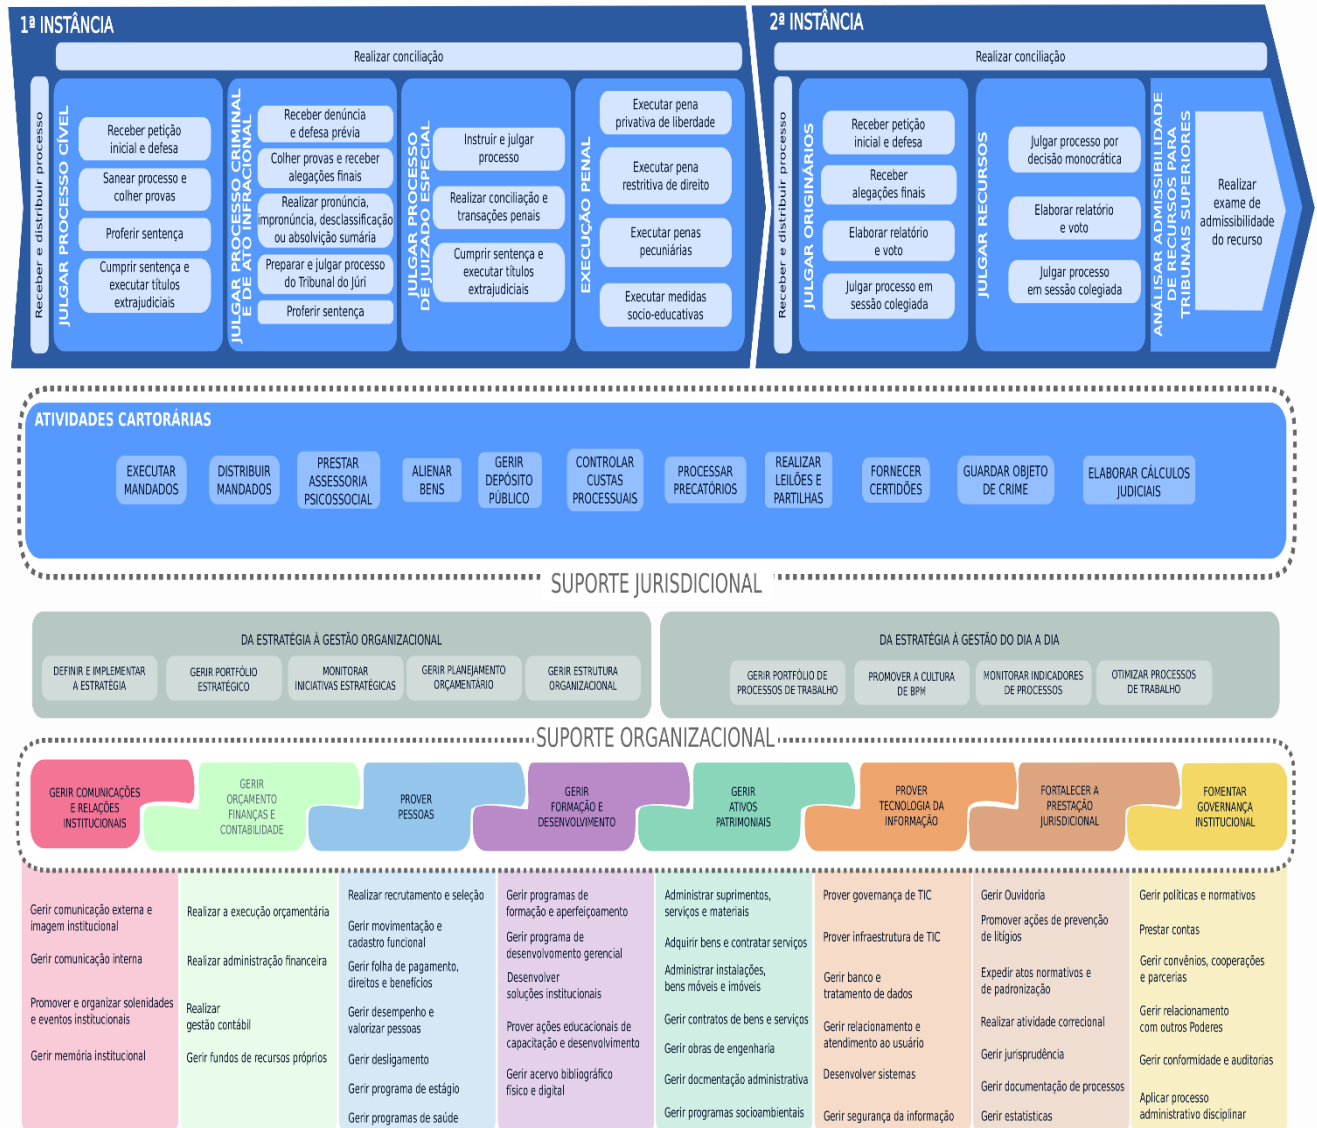 1ª INSTÂNCIA
Realizar conciliação
Receber e distribuir processo
JULGAR PROCESSO CÍVEL
Receber petição
inicial e defesa
Sanear processo e
colher provas
Proferir sentença
Cumprir sentença e
executar títulos
extrajudiciais
JULGAR PROCESSO CRIMINAL
E DE ATO INFRACIONAL
Receber denúncia
e defesa prévia
Colher provas e receber
alegações finais
Realizar pronúncia,
impronúncia, desclassificação
ou absolvição sumária
Preparar e julgar processo
do Tribunal do Júri
Proferir sentença
JULGAR PROCESSO
DE JUIZADO ESPECIAL
Instruir e julgar
processo
Realizar conciliação e
transações penais
Cumprir sentença e
executar títulos
extrajudiciais
EXECUÇÃO PENAL
Executar pena
privativa de liberdade
Executar pena
restritiva de direito
Executar penas
pecuniárias
Executar medidas
socio-educativas
2ª INSTÂNCIA
Realizar conciliação
Receber e distribuir processo
JULGAR ORIGINÁRIOS
Receber petição
inicial e defesa
Receber
alegações finais
Elaborar relatório
e voto
Julgar processo em
sessão colegiada
JULGAR RECURSOS
Julgar processo por
decisão monocrática
Elaborar relatório
e voto
Julgar processo
em sessão colegiada
ANÁLISAR ADMISSIBILIDADE
DE RECURSOS PARA
TRIBUNAIS SUPERIORES
Realizar
exame de
admissibilidade
do recurso
ATIVIDADES CARTORÁRIAS
EXECUTAR
MANDADOS
DISTRIBUIR
MANDADOS
PRESTAR
ASSESSORIA
PSICOSSOCIAL
ALIENAR
BENS
GERIR
DEPÓSITO
PÚBLICO
CONTROLAR
CUSTAS
PROCESSUAIS
PROCESSAR
PRECATÓRIOS
REALIZAR
LEILÕES E
PARTILHAS
FORNECER
CERTIDÕES
GUARDAR OBJETO
DE CRIME
ELABORAR CÁLCULOS
JUDICIAIS
SUPORTE JURISDICIONAL
DA ESTRATÉGIA À GESTÃO ORGANIZACIONAL
DEFINIR E IMPLEMENTAR
A ESTRATÉGIA
GERIR PORTFÓLIO
ESTRATÉGICO
MONITORAR
INICIATIVAS ESTRATÉGICAS
GERIR PLANEJAMENTO
ORÇAMENTÁRIO
GERIR ESTRUTURA
ORGANIZACIONAL
DA ESTRATÉGIA À GESTÃO DO DIA A DIA
GERIR PORTFÓLIO DE
PROCESSOS DE TRABALHO
PROMOVER A CULTURA
DE BPM
MONITORAR INDICADORES
DE PROCESSOS
OTIMIZAR PROCESSOS
DE TRABALHO
SUPORTE ORGANIZACIONAL
GERIR COMUNICAÇÕES
E RELAÇÕES
INSTITUCIONAIS
GERIR
ORÇAMENTO
FINANÇAS E
CONTABILIDADE
PROVER
PESSOAS
GERIR
FORMAÇÃO E
DESENVOLVIMENTO
GERIR
ATIVOS
PATRIMONIAIS
PROVER
TECNOLOGIA DA
INFORMAÇÃO
FORTALECER A
PRESTAÇÃO
JURISDICIONAL
FOMENTAR
GOVERNANÇA
INSTITUCIONAL
Gerir comunicação externa e
imagem institucional
Gerir comunicação interna
Promover e organizar solenidades
e eventos institucionais
Gerir memória institucional
Realizar a execução orçamentária
Realizar administração financeira
Realizar
gestão contábil
Gerir fundos de recursos próprios
Realizar recrutamento e seleção
Gerir movimentação e
cadastro funcional
Gerir folha de pagamento,
direitos e benefícios
Gerir desempenho e
valorizar pessoas
Gerir desligamento
Gerir programa de estágio
Gerir programas de saúde
Gerir programas de
formação e aperfeiçoamento
Gerir programa de
desenvolvomento gerencial
Desenvolver
soluções institucionais
Prover ações educacionais de
capacitação e desenvolvimento
Gerir acervo bibliográfico
físico e digital
Administrar suprimentos,
serviços e materiais
Adquirir bens e contratar serviços
Administrar instalações,
bens móveis e imóveis
Gerir contratos de bens e serviços
Gerir obras de engenharia
Gerir docmentação administrativa
Gerir programas socioambientais
Prover governança de TIC
Prover infraestrutura de TIC
Gerir banco e
tratamento de dados
Gerir relacionamento e
atendimento ao usuário
Desenvolver sistemas
Gerir segurança da informação
Gerir Ouvidoria
Promover ações de prevenção
de litígios
Expedir atos normativos e
de padronização
Realizar atividade correcional
Gerir jurisprudência
Gerir documentação de processos
Gerir estatisticas
Gerir políticas e normativos
Prestar contas
Gerir convênios, cooperações
e parcerias
Gerir relacionamento
com outros Poderes
Gerir conformidade e auditorias
Aplicar processo
administrativo disciplinar